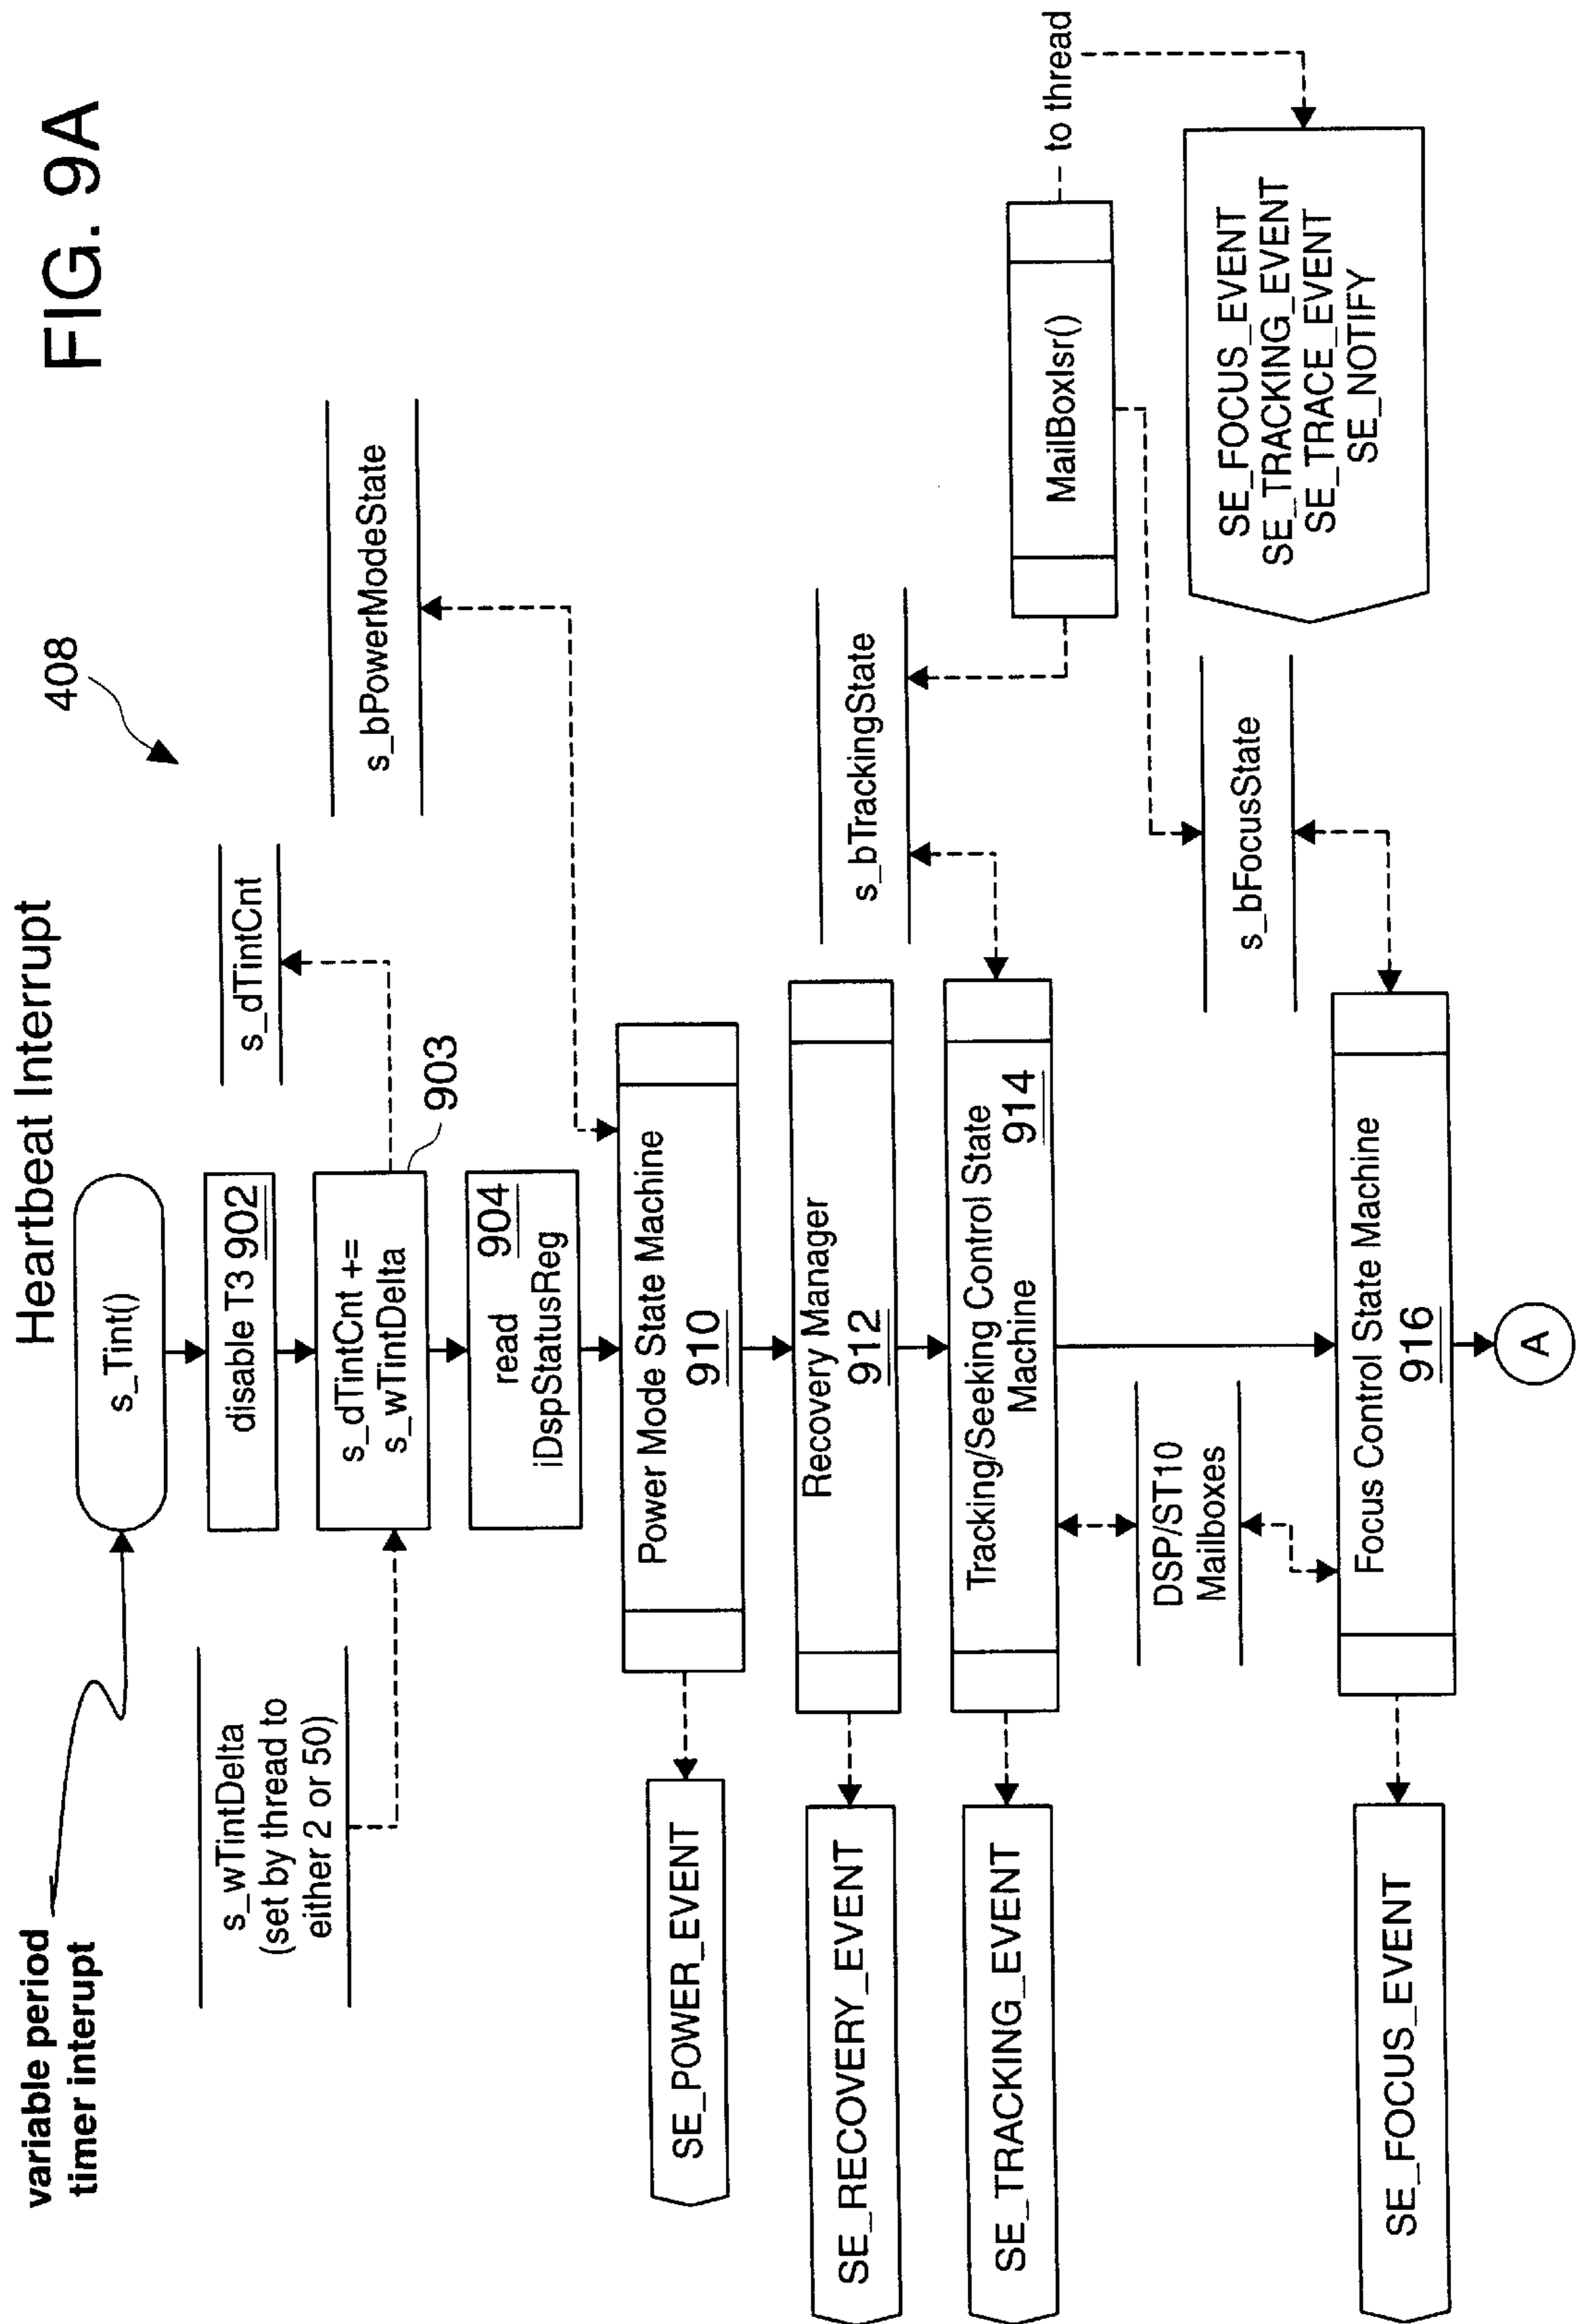 FIG. 9A
Heartbeat Interrupt
408
variable period
timer interupt
s_Tint()
disable T3 902
s_wTintDelta
(set by thread to
either 2 or 50)
s_dTintCnt +=
s_wTintDelta
903
s_dTintCnt
904
read
iDspStatusReg
s_bPowerModeState
Power Mode State Machine
910
SE_POWER_EVENT
Recovery Manager
912
SE_RECOVERY_EVENT
s_bTrackingState
Tracking/Seeking Control State
Machine
914
SE_TRACKING_EVENT
MailBoxIsr()
to thread
DSP/ST10
Mailboxes
s_bFocusState
SE_FOCUS_EVENT
SE_TRACKING_EVENT
SE_TRACE_EVENT
SE_NOTIFY
Focus Control State Machine
916
SE_FOCUS_EVENT
A